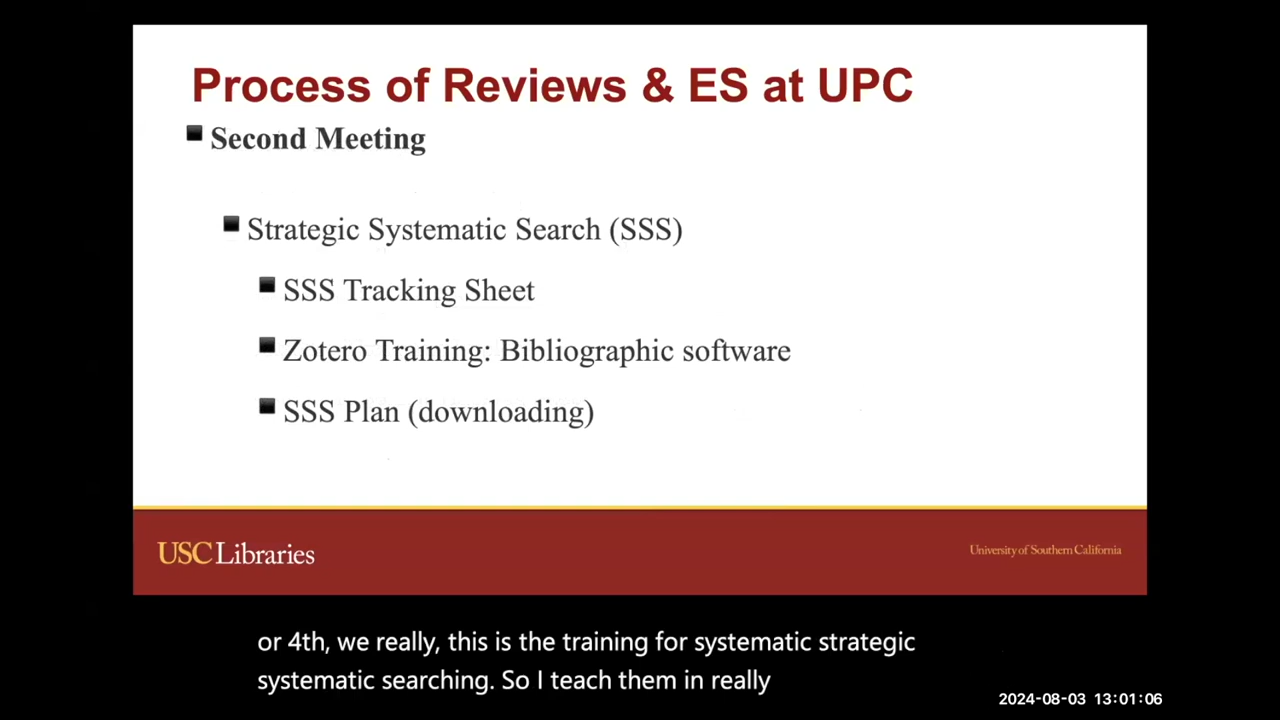 Process of Reviews & ES at UPC
Second Meeting
Strategic Systematic Search (SSS)
SSS Tracking Sheet
Zotero Training: Bibliographic software
SSS Plan (downloading)
USC Libraries
University of Southern California
or 4th, we really, this is the training for systematic strategic
systematic searching. So I teach them in really
2024-08-03 13:01:06